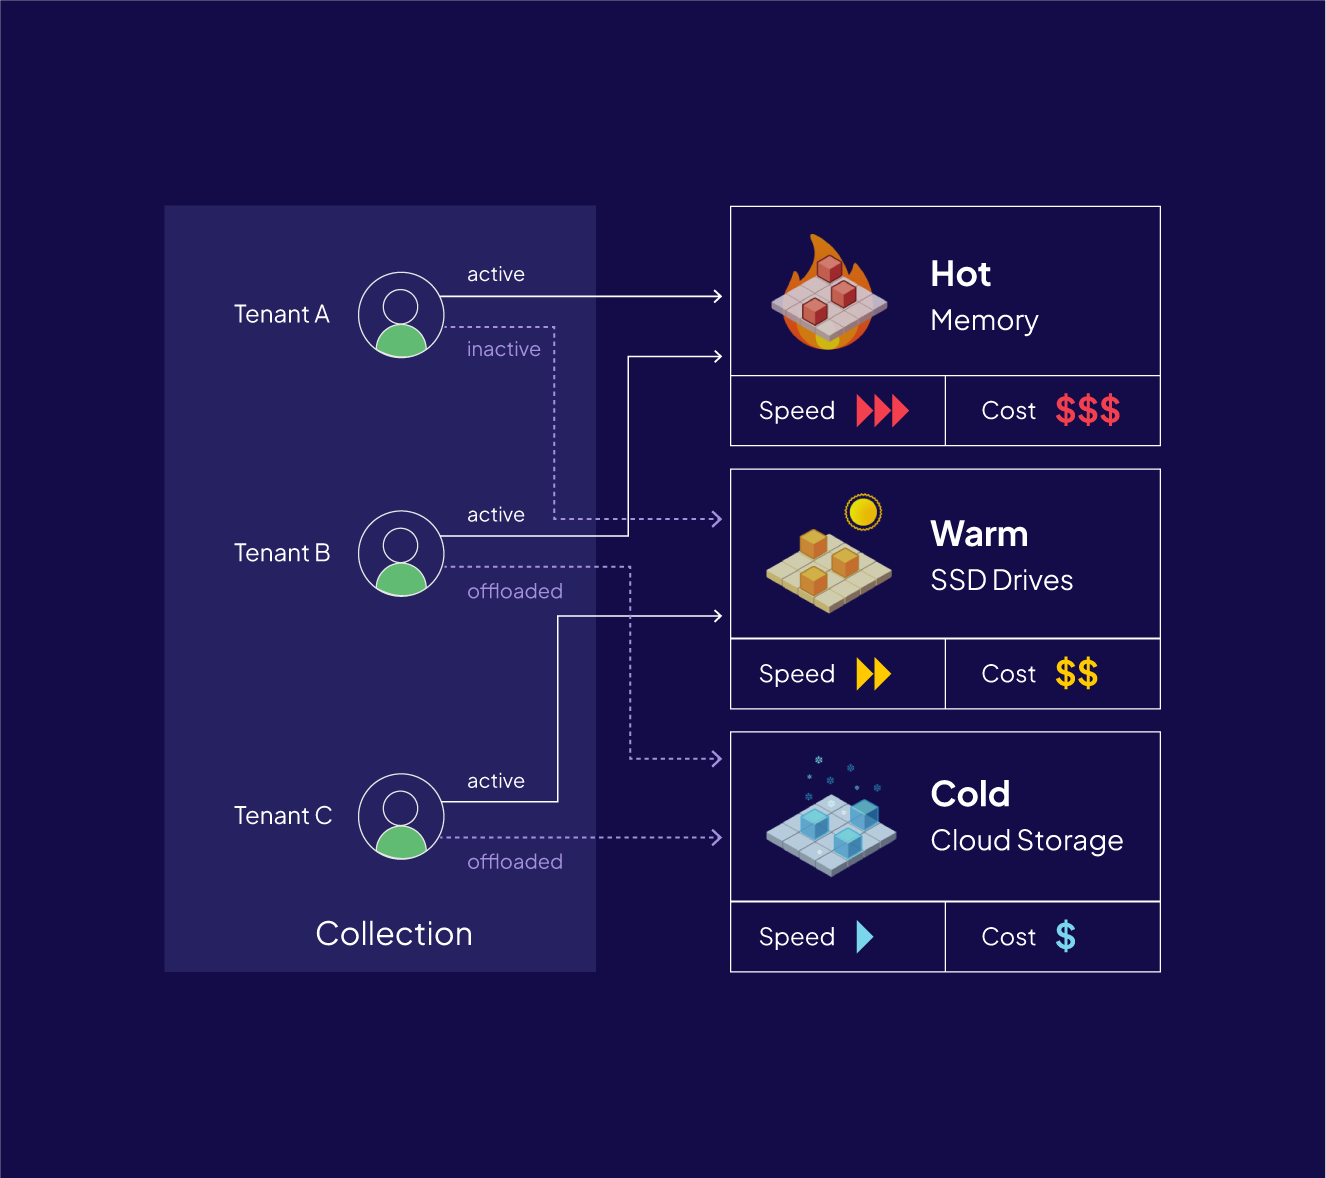 Tenant A
active
inactive
Tenant B
active
offloaded
Tenant C
active
offloaded
Collection
Hot
Memory
Speed
Cost $$$
Warm
SSD Drives
Speed
Cost $$
Cold
Cloud Storage
Speed
Cost $